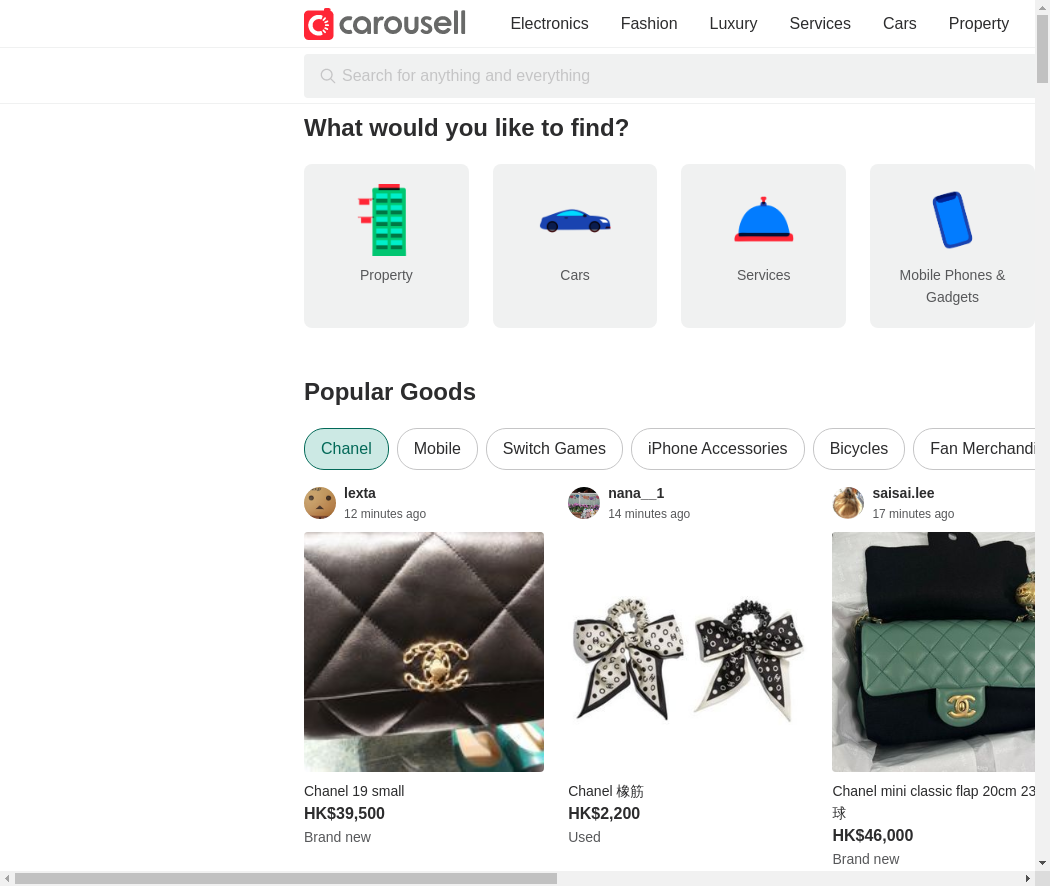 carousell
Electronics Fashion Luxury Services Cars Property
Search for anything and everything
What would you like to find?
Property
Cars
Services
Mobile Phones &
Gadgets
Popular Goods
Chanel Mobile Switch Games iPhone Accessories Bicycles Fan Merchandi
lexta
12 minutes ago
Chanel 19 small
HK$39,500
Brand new
nana__1
14 minutes ago
Chanel 橡筋
HK$2,200
Used
saisai.lee
17 minutes ago
Chanel mini classic flap 20cm 23
球
HK$46,000
Brand new